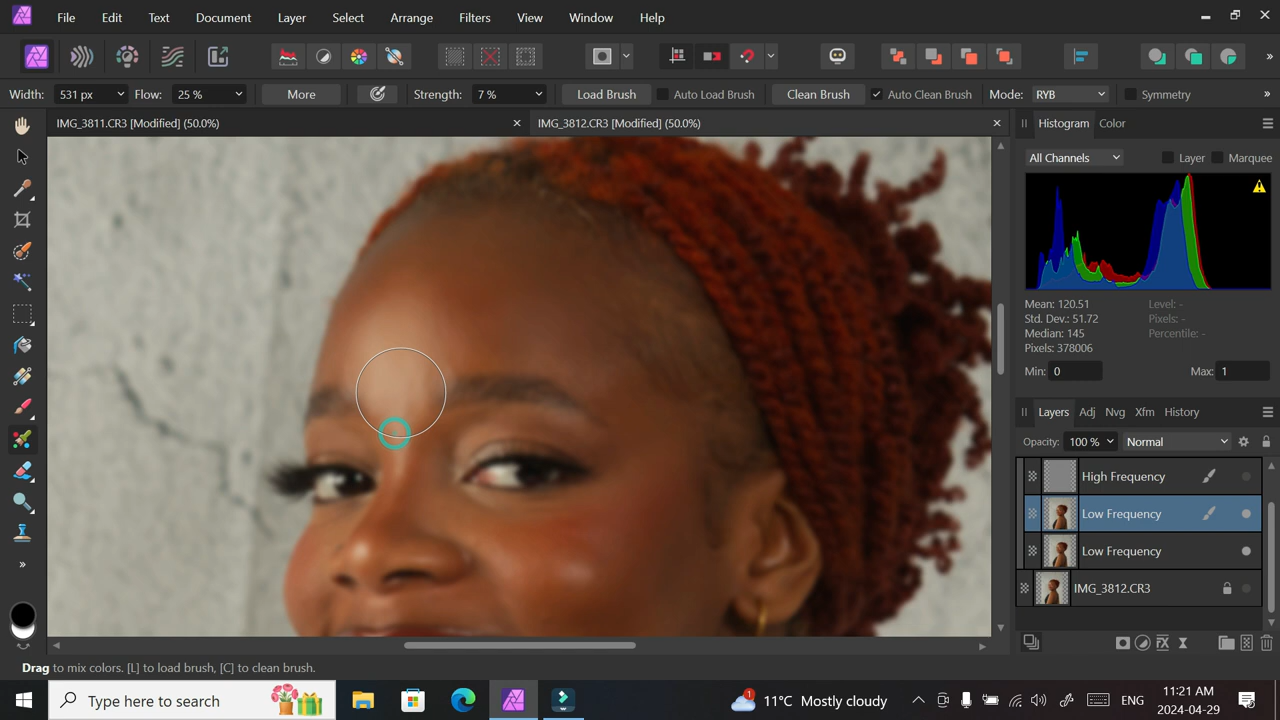 File Edit Text Document Layer Select Arrange Filters View Window Help
Width: 531 px Flow: 25 % More Strength: 7 % Load Brush Auto Load Brush Clean Brush Auto Clean Brush Mode: RYB Symmetry »
IMG_3811.CR3 [Modified] (50.0%) IMG_3812.CR3 [Modified] (50.0%) Histogram Color
All Channels Layer Marquee
Mean: 120.51 Level: -
Std. Dev.: 51.72 Pixels: -
Median: 145 Percentile: -
Pixels: 378006
Min: 0 Max: 1
Layers Adj Nvg Xfm History
Opacity: 100 % Normal
High Frequency
Low Frequency
Low Frequency
IMG_3812.CR3
Drag to mix colors. [L] to load brush, [C] to clean brush.
Type here to search 1 11°C Mostly cloudy ENG 11:21 AM
2024-04-29